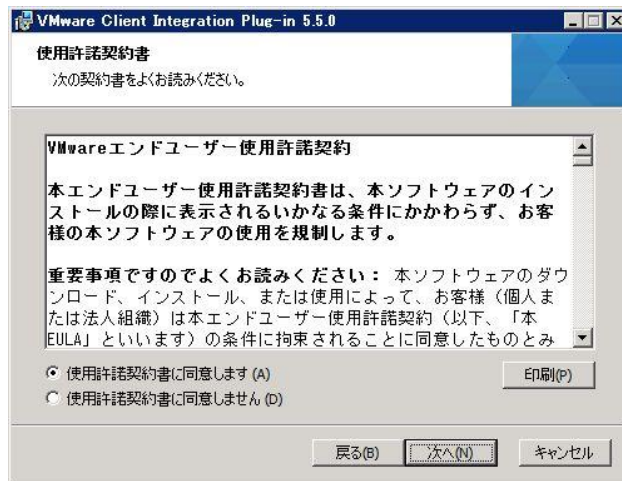 VMware Client Integration Plug-in 5.5.0
使用許諾契約書
次の契約書をよくお読みください。
VMwareエンドユーザー使用許諾契約
本エンドユーザー使用許諾契約書は、本ソフトウェアのイン
ストールの際に表示されるいかなる条件にかかわらず、お客
様の本ソフトウェアの使用を規制します。
重要事項ですのでよくお読みください： 本ソフトウェアのダウ
ンロード、インストール、または使用によって、お客様（個人ま
たは法人組織）は本エンドユーザー使用許諾契約（以下、「本
EULA」といいます）の条件に拘束されることに同意したものとみ
使用許諾契約書に同意します(A)
印刷(P)
使用許諾契約書に同意しません(D)
戻る(B)
次へ(N)
キャンセル